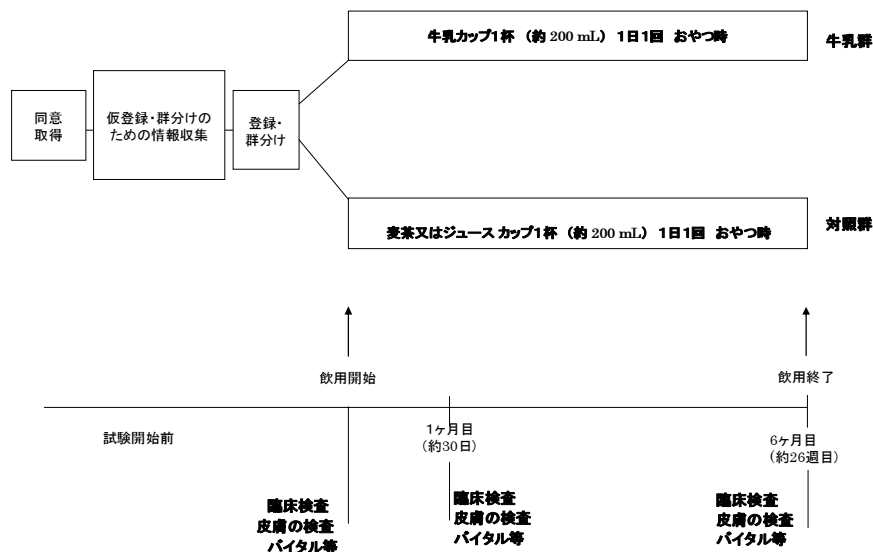 牛乳カップ1杯 (約 200 mL) 1日1回 おやつ時
牛乳群
同意
取得
仮登録・群分けの
ための情報収集
登録・
群分け
麦茶又はジュース カップ1杯 (約 200 mL) 1日1回 おやつ時
対照群
飲用開始
飲用終了
試験開始前
1ヶ月目
(約30日)
6ヶ月目
(約26週目)
臨床検査
皮膚の検査
バイタル等
臨床検査
皮膚の検査
バイタル等
臨床検査
皮膚の検査
バイタル等